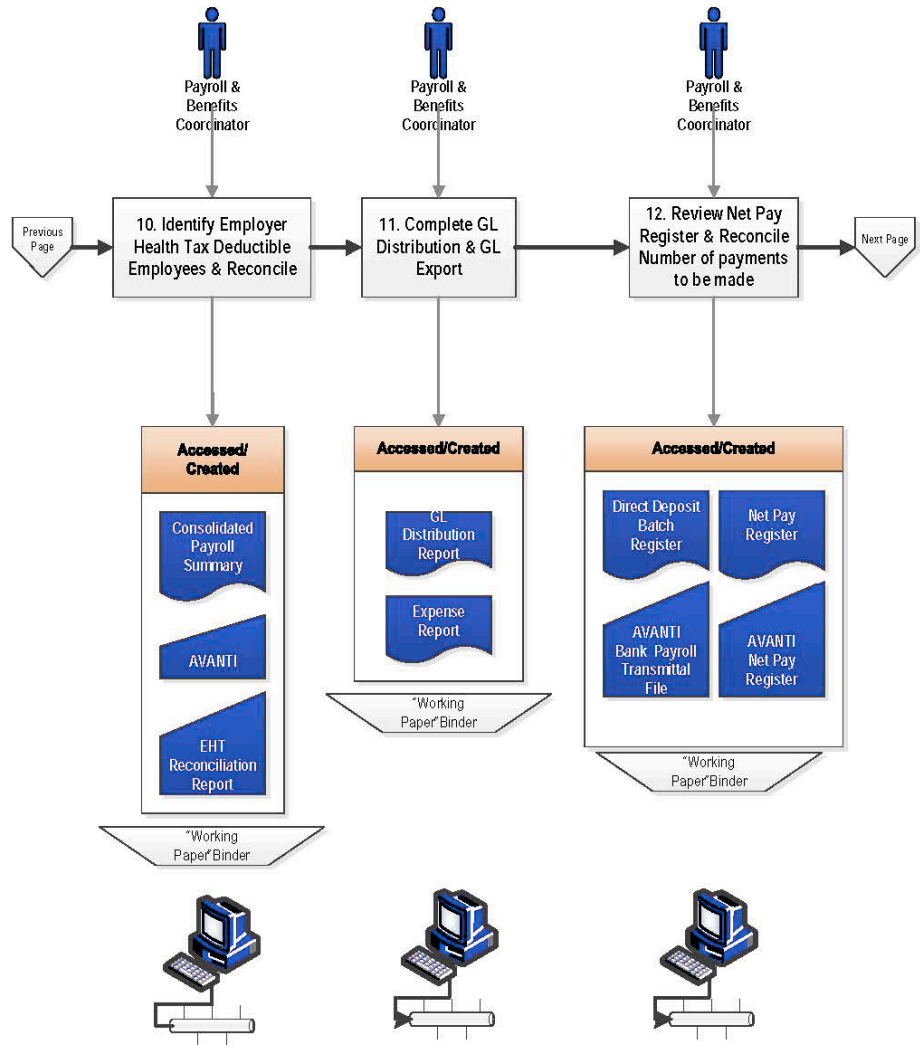 Payroll &
Benefits
Coordinator
Payroll &
Benefits
Coordinator
Payroll &
Benefits
Coordinator
Previous
Page
10. Identify Employer
Health Tax Deductible
Employees & Reconcile
11. Complete GL
Distribution & GL
Export
12. Review Net Pay
Register & Reconcile
Number of payments
to be made
Next Page
Accessed/
Created
Consolidated
Payroll
Summary
AVANTI
EHT
Reconciliation
Report
"Working
Paper"Binder
Accessed/Created
GL
Distribution
Report
Expense
Report
"Working
Paper"Binder
Accessed/Created
Direct Deposit
Batch
Register
Net Pay
Register
AVANTI
Bank Payroll
Transmittal
File
AVANTI
Net Pay
Register
"Working
Paper"Binder